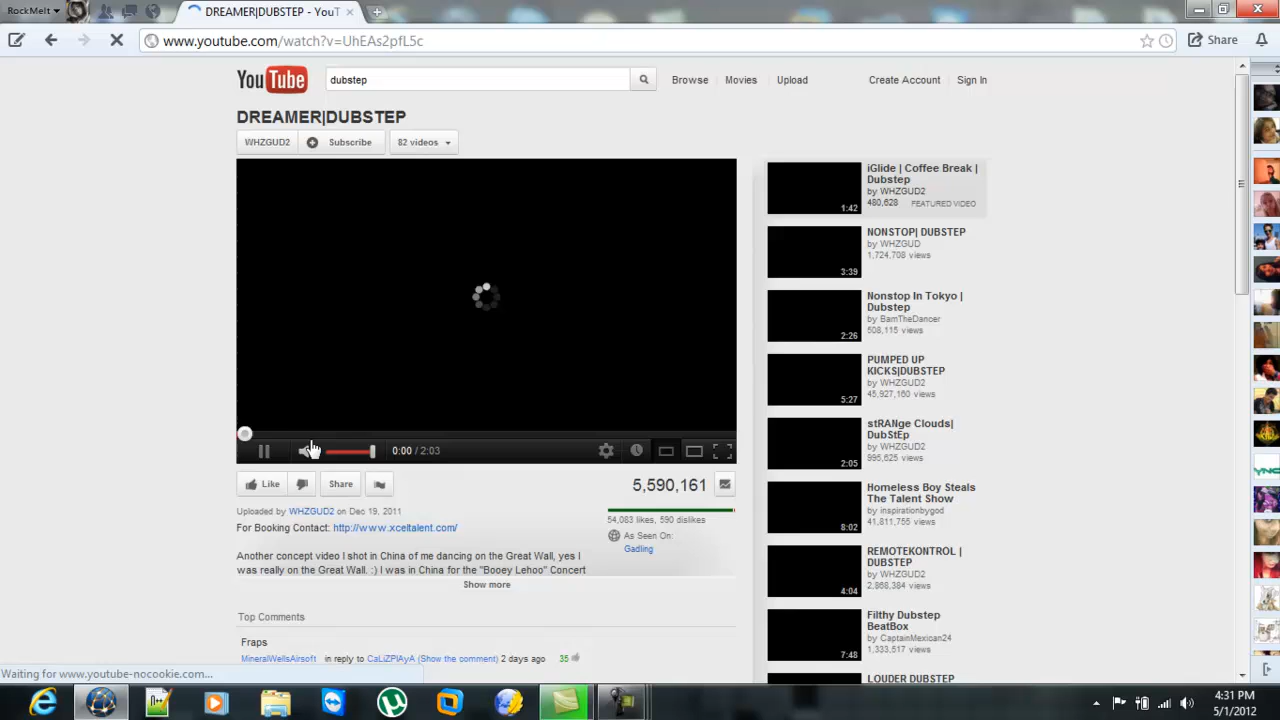 RockMelt
DREAMER|DUBSTEP - YouT
www.youtube.com/watch?v=UhEAs2pfL5c
Share
YouTube
dubstep
Browse
Movies
Upload
Create Account
Sign In
DREAMER|DUBSTEP
WHZGUD2
Subscribe
82 videos
0:00 / 2:03
Like
Share
5,590,161
Uploaded by WHZGUD2 on Dec 19, 2011
For Booking Contact: http://www.xceltalent.com/
54,083 likes, 590 dislikes
As Seen On:
Gadling
Another concept video I shot in China of me dancing on the Great Wall, yes I
was really on the Great Wall. :) I was in China for the "Booey Lehoo" Concert
Show more
Top Comments
Fraps
MineralWellsAirsoft in reply to CaLiZPlAyA (Show the comment) 2 days ago 35
1:42
iGlide | Coffee Break |
Dubstep
by WHZGUD2
480,628 FEATURED VIDEO
3:39
NONSTOP| DUBSTEP
by WHZGUD
1,724,708 views
2:26
Nonstop In Tokyo |
Dubstep
by BamTheDancer
508,115 views
5:27
PUMPED UP
KICKS|DUBSTEP
by WHZGUD2
45,927,160 views
2:05
stRANge Clouds|
DubStEp
by WHZGUD2
995,625 views
8:02
Homeless Boy Steals
The Talent Show
by inspirationbygod
41,811,755 views
4:04
REMOTEKONTROL |
DUBSTEP
by WHZGUD2
2,868,384 views
7:48
Filthy Dubstep
BeatBox
by CaptainMexican24
1,333,517 views
LOUDER DUBSTEP
Waiting for www.youtube-nocookie.com...
4:31 PM
5/1/2012